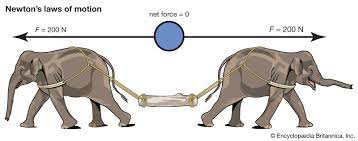 Newton's laws of motion
net force = 0
F = 200 N
F = 200 N
© Encyclopædia Britannica, Inc.